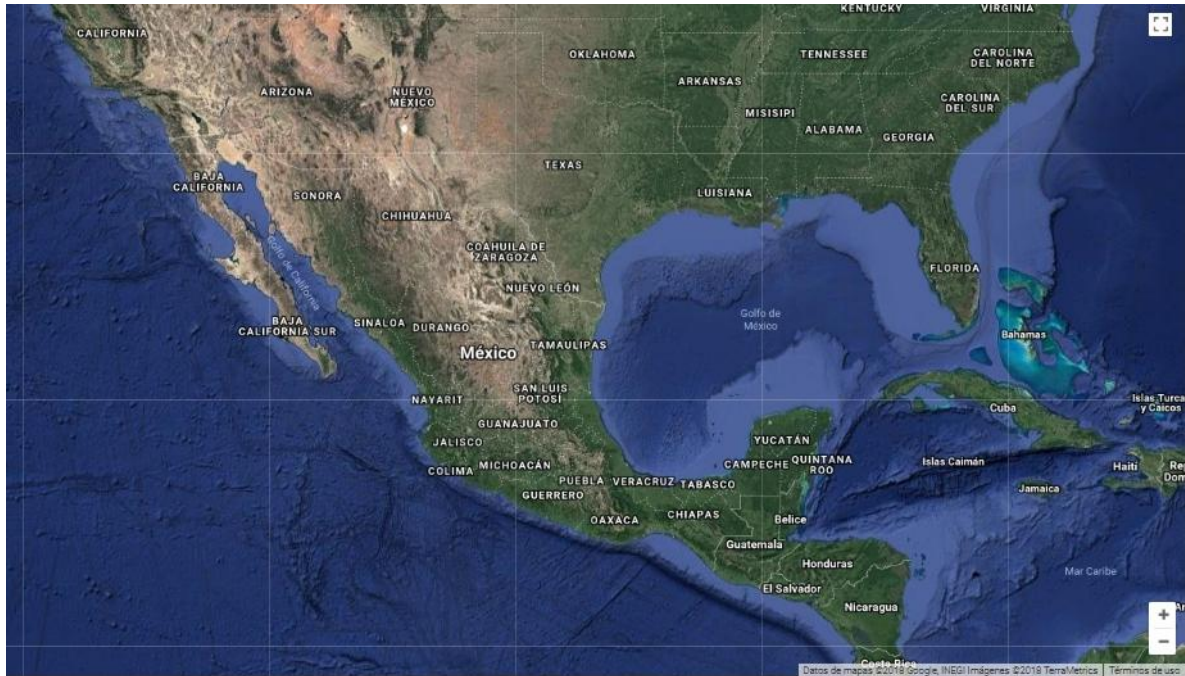 KENTUCKY
VIRGINIA
CALIFORNIA
OKLAHOMA
TENNESSEE
CAROLINA
DEL NORTE
ARKANSAS
ARIZONA
NUEVO
MÉXICO
CAROLINA
DEL SUR
MISISIPI
ALABAMA
GEORGIA
TEXAS
BAJA
CALIFORNIA
SONORA
LUISIANA
CHIHUAHUA
COAHUILA DE
ZARAGOZA
Golfo de California
FLORIDA
NUEVO LEÓN
Golfo de
México
BAJA
CALIFORNIA SUR
SINALOA
DURANGO
Bahamas
TAMAULIPAS
México
SAN LUIS
POTOSÍ
NAYARIT
Islas Turca
y Caicos
Cuba
GUANAJUATO
JALISCO
YUCATÁN
COLIMA
MICHOACÁN
CAMPECHE
QUINTANA
ROO
Islas Caimán
Haití
Re
Dom
PUEBLA
VERACRUZ
TABASCO
GUERRERO
Jamaica
OAXACA
CHIAPAS
Belice
Guatemala
Honduras
Mar Caribe
El Salvador
Nicaragua
Ar
Costa Rica
Datos de mapas ©2018 Google, INEGI Imágenes ©2018 TerraMetrics
Términos de uso